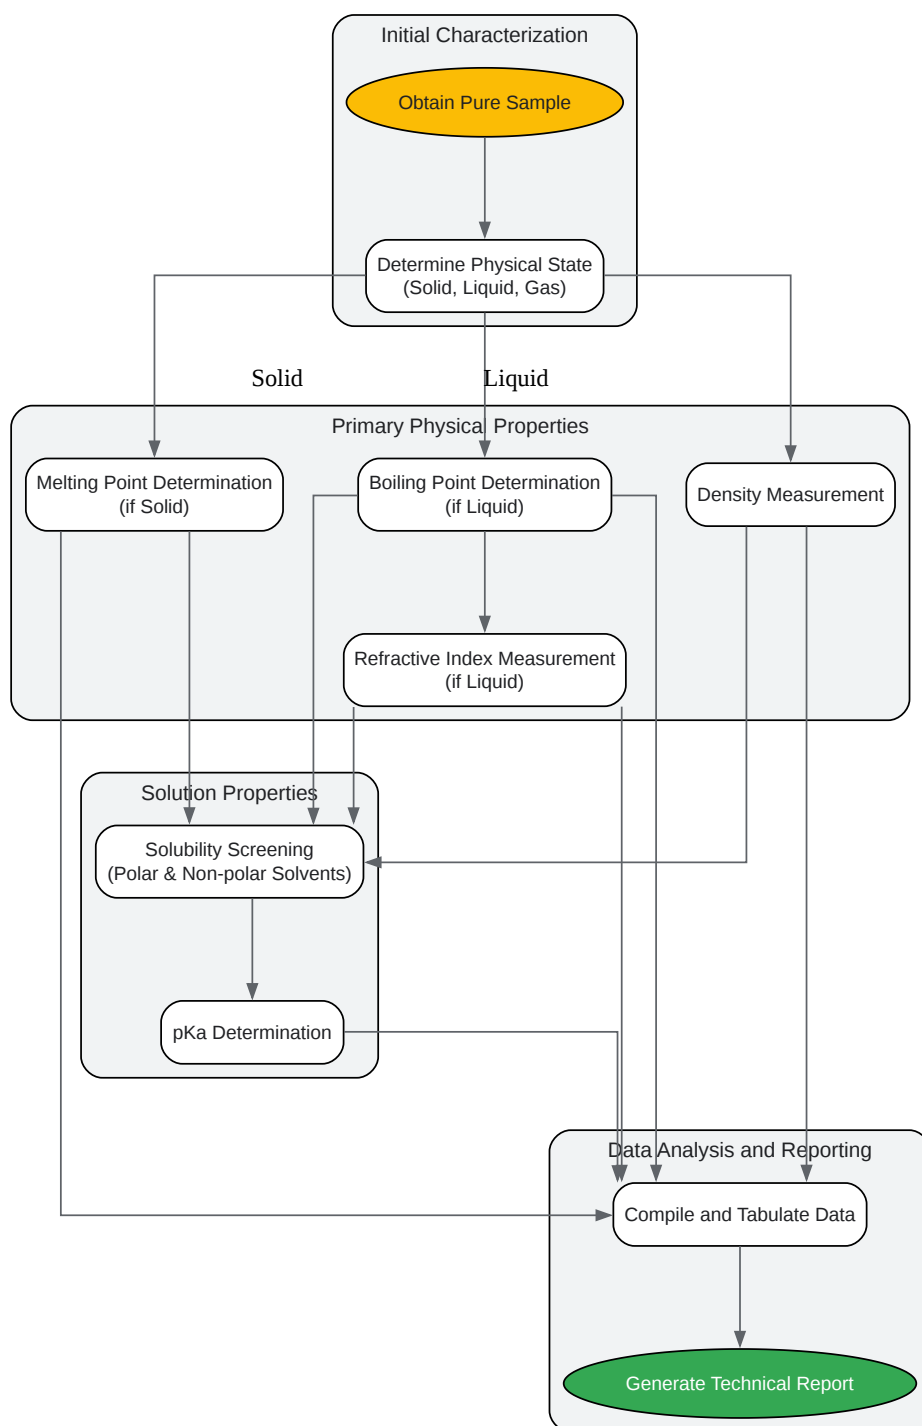 Initial Characterization
Obtain Pure Sample
Determine Physical State
(Solid, Liquid, Gas)
Solid
Liquid
Primary Physical Properties
Melting Point Determination
(if Solid)
Boiling Point Determination
(if Liquid)
Density Measurement
Refractive Index Measurement
(if Liquid)
Solution Properties
Solubility Screening
(Polar & Non-polar Solvents)
pKa Determination
Data Analysis and Reporting
Compile and Tabulate Data
Generate Technical Report